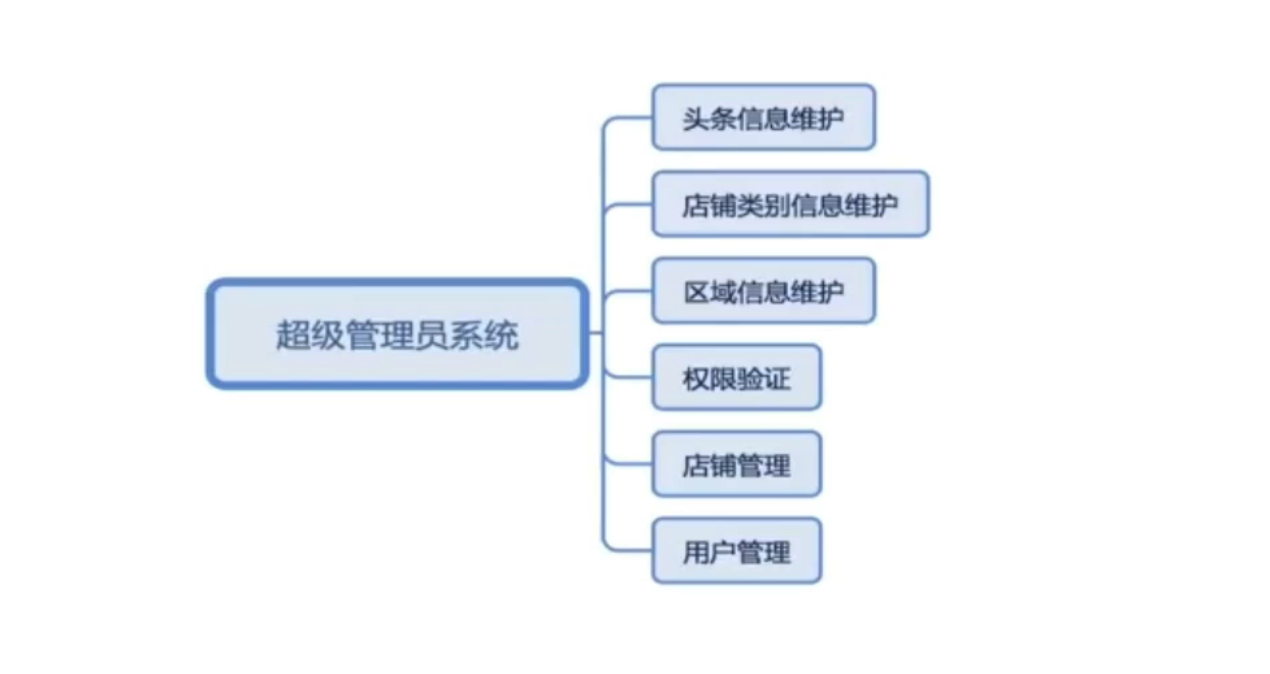 头条信息维护
店铺类别信息维护
区域信息维护
超级管理员系统
权限验证
店铺管理
用户管理